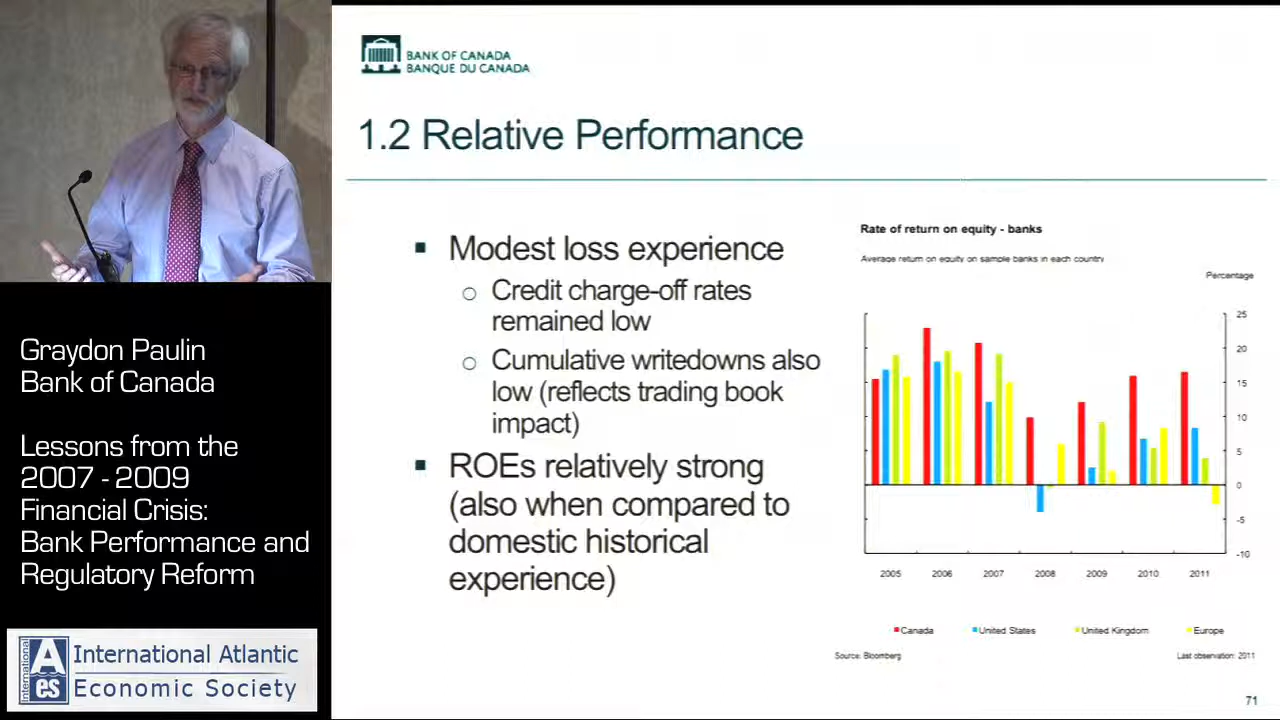 BANK OF CANADA
BANQUE DU CANADA
1.2 Relative Performance
Modest loss experience
Credit charge-off rates
remained low
Cumulative writedowns also
low (reflects trading book
impact)
ROEs relatively strong
(also when compared to
domestic historical
experience)
Rate of return on equity - banks
Average return on equity on sample banks in each country
Percentage
25
20
15
10
5
0
-5
-10
2005 2006 2007 2008 2009 2010 2011
Canada United States United Kingdom Europe
Source: Bloomberg
Last observation: 2011
71
Graydon Paulin
Bank of Canada
Lessons from the
2007 - 2009
Financial Crisis:
Bank Performance and
Regulatory Reform
International
A
es
International Atlantic
Economic Society